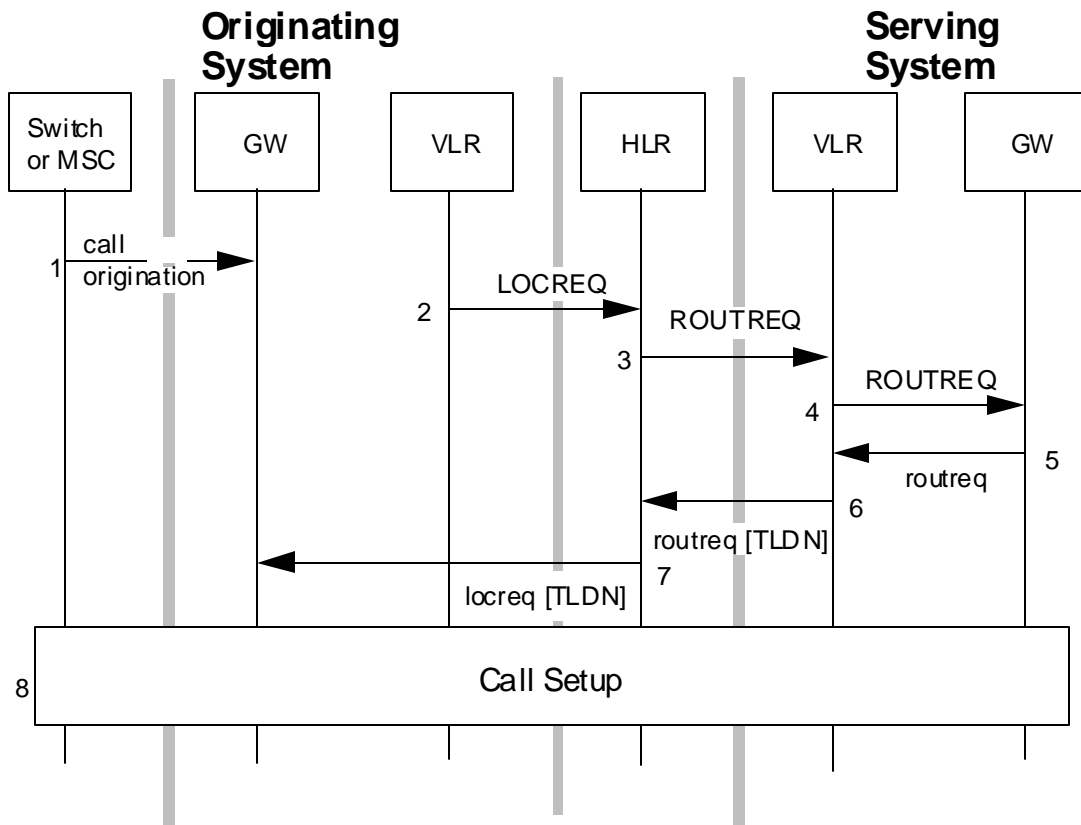 Originating
System
Serving
System
Switch
or MSC
GW
VLR
HLR
VLR
GW
1
call
origination
2
LOCREQ
3
ROUTREQ
4
ROUTREQ
5
routreq
6
routreq [TLDN]
7
locreq [TLDN]
8
Call Setup